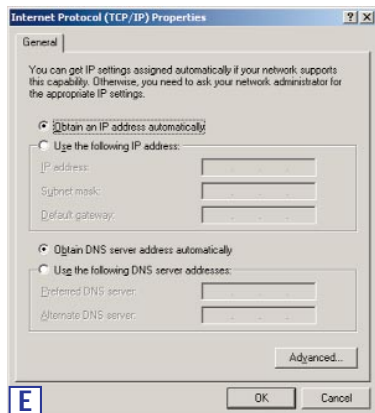 Internet Protocol (TCP/IP) Properties
General
You can get IP settings assigned automatically if your network supports
this capability. Otherwise, you need to ask your network administrator for
the appropriate IP settings.
Obtain an IP address automatically
Use the following IP address:
IP address:
Subnet mask:
Default gateway:
Obtain DNS server address automatically
Use the following DNS server addresses:
Preferred DNS server:
Alternate DNS server:
Advanced...
OK Cancel
E